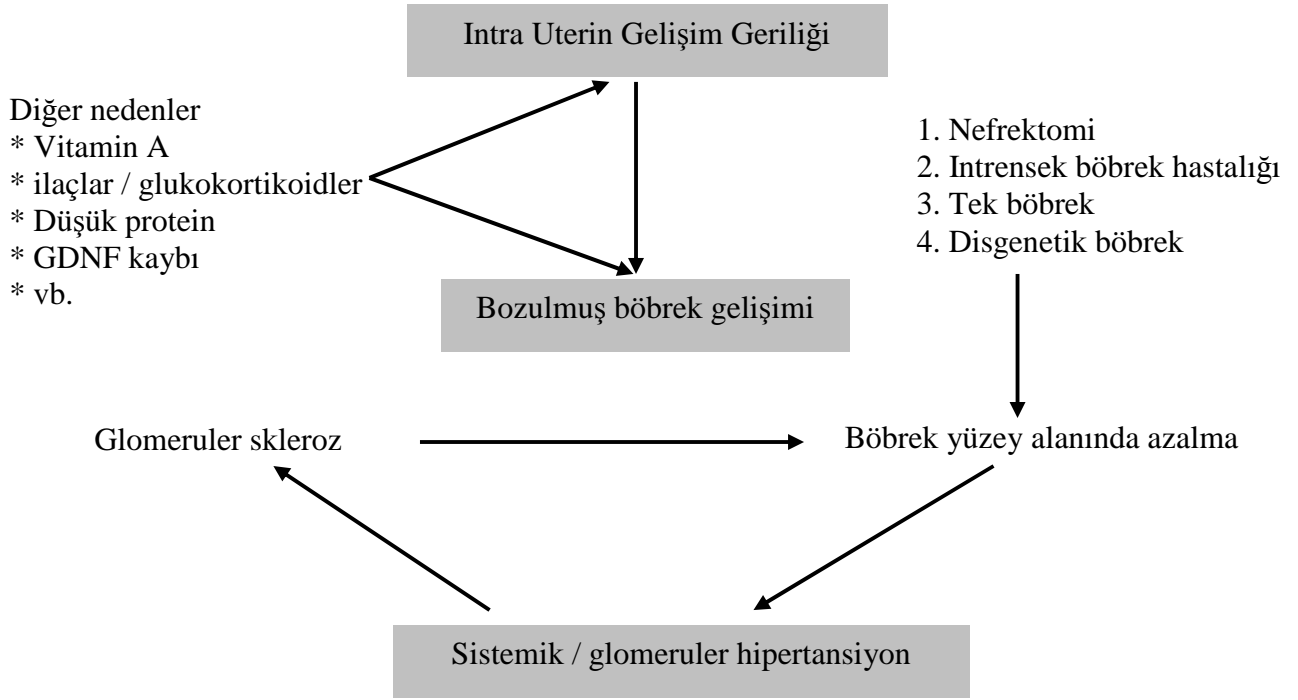 Intra Uterin Gelişim Geriliği
Diğer nedenler
* Vitamin A
* ilaçlar / glukokortikoidler
* Düşük protein
* GDNF kaybı
* vb.
1. Nefrektomi
2. Intrensek böbrek hastalığı
3. Tek böbrek
4. Disgenetik böbrek
Bozulmuş böbrek gelişimi
Glomeruler skleroz
Böbrek yüzey alanında azalma
Sistemik / glomeruler hipertansiyon